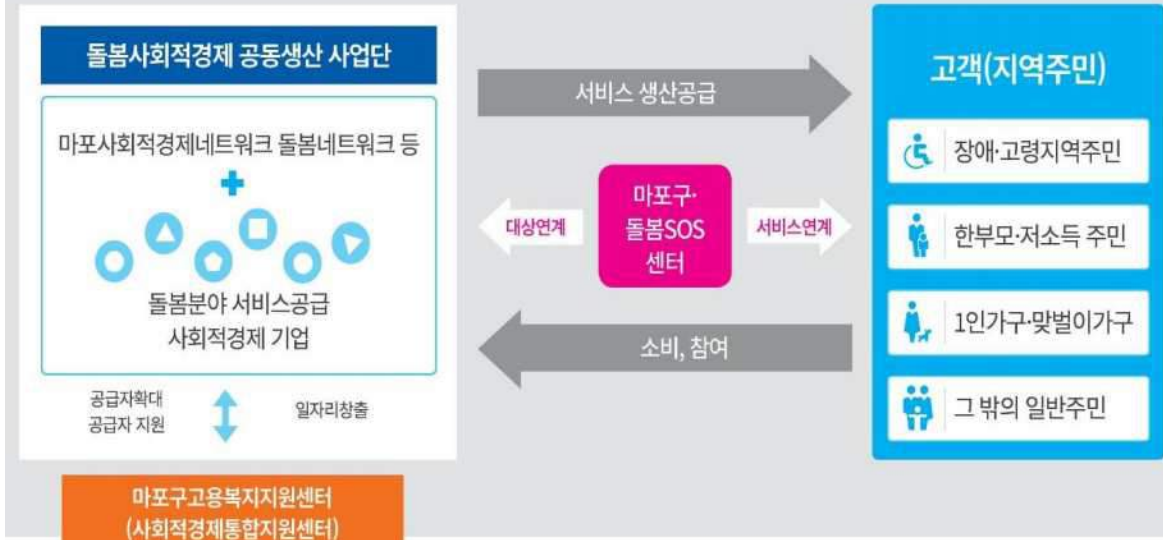 돌봄사회적경제 공동생산 사업단
마포사회적경제네트워크 돌봄네트워크 등
돌봄분야 서비스공급
사회적경제 기업
공급자확대
공급자 지원
일자리창출
마포구고용복지지원센터
(사회적경제통합지원센터)
서비스 생산공급
대상연계
마포구·
돌봄SOS
센터
서비스연계
소비, 참여
고객(지역주민)
장애·고령지역주민
한부모·저소득 주민
1인가구·맞벌이가구
그 밖의 일반주민